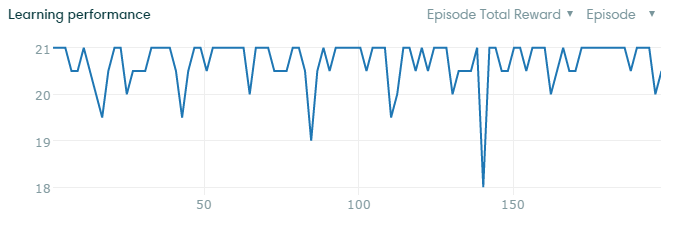 Learning performance
Episode Total Reward ▼ Episode ▼
21
20
19
18
50 100 150